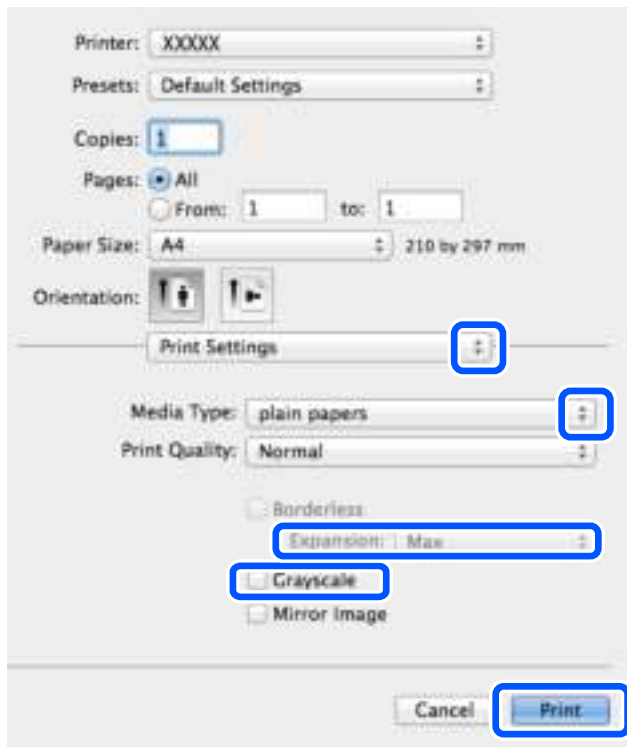 Printer: XXXXX
Presets: Default Settings
Copies: 1
Pages: All
From: 1 to: 1
Paper Size: A4 210 by 297 mm
Orientation:
Print Settings
Media Type: plain papers
Print Quality: Normal
Borderless
Expansion: Max
Grayscale
Mirror Image
Cancel Print